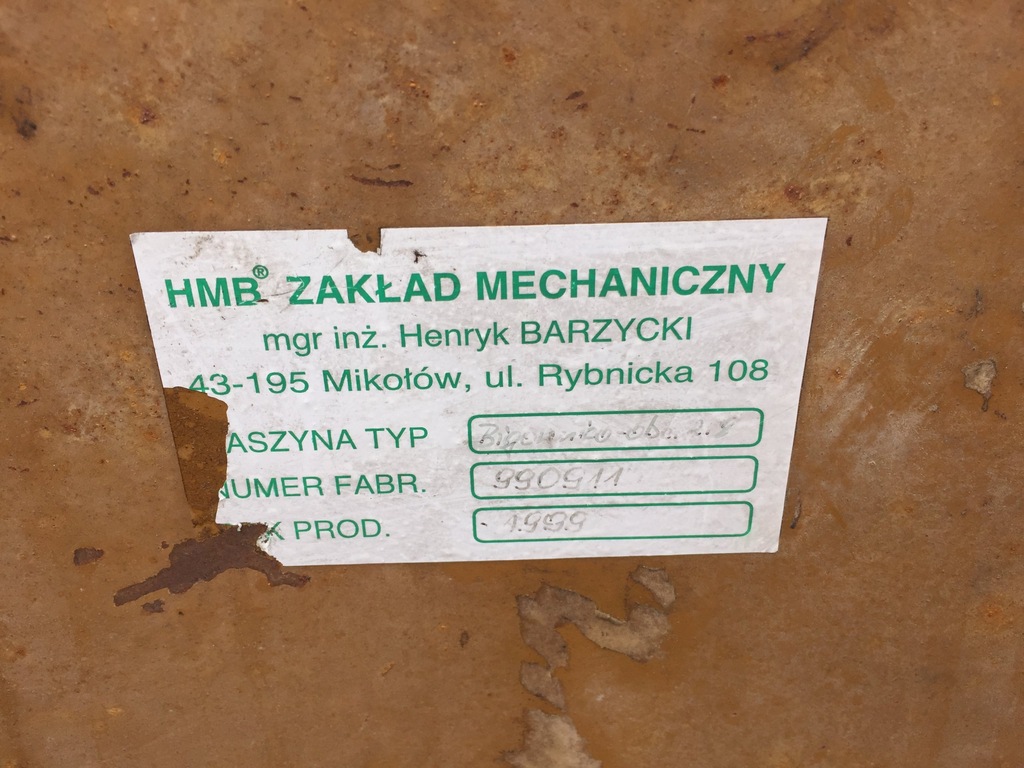 HMB® ZAKŁAD MECHANICZNY
mgr inż. Henryk BARZYCKI
43-195 Mikołów, ul. Rybnicka 108
ASZYNA TYP
NUMER FABR. 990911
K PROD. 1999